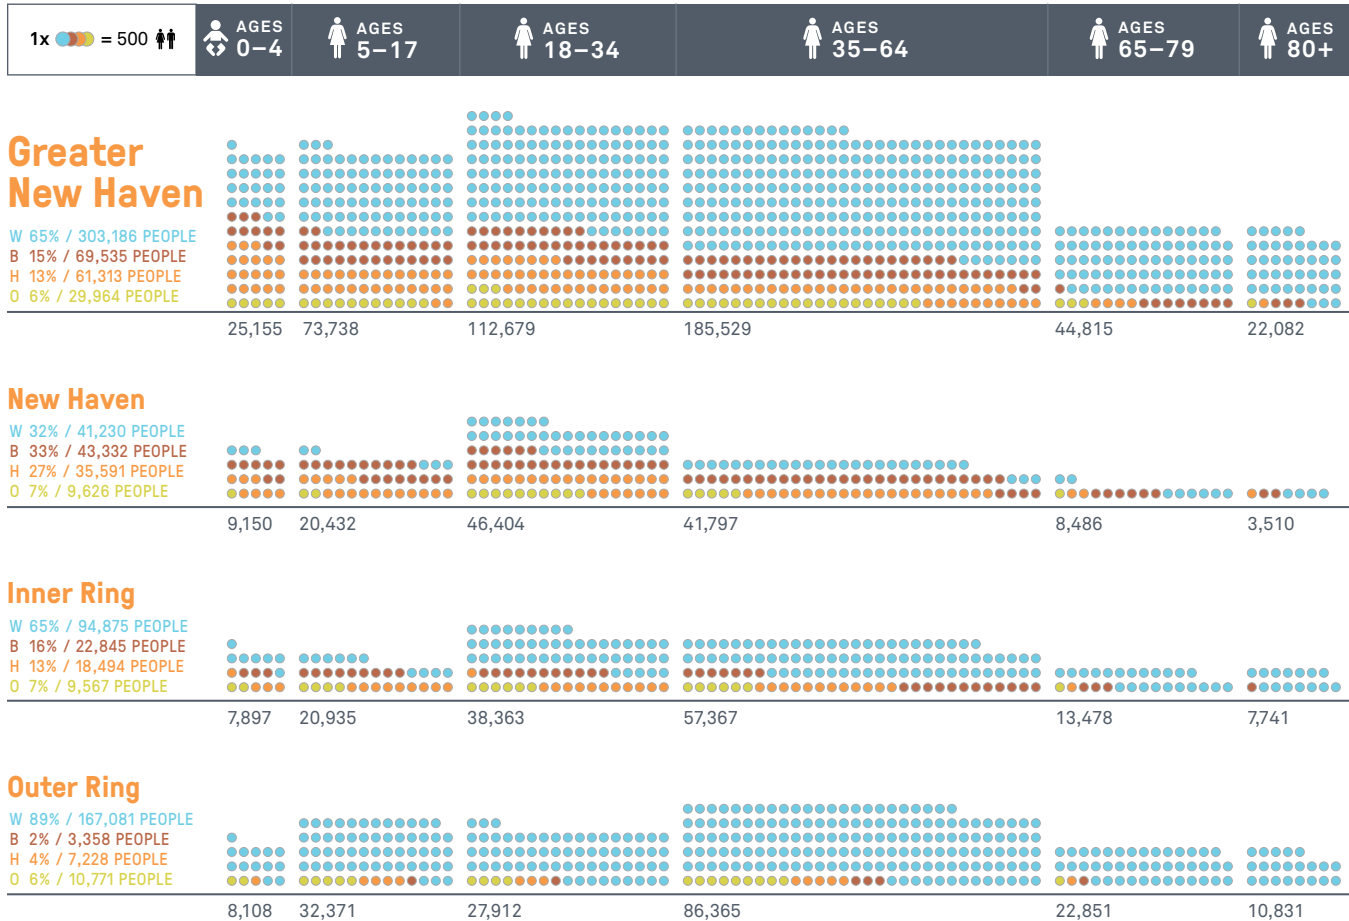 1x = 500
AGES 0–4
AGES 5–17
AGES 18–34
AGES 35–64
AGES 65–79
AGES 80+
Greater
New Haven
W 65% / 303,186 PEOPLE
B 15% / 69,535 PEOPLE
H 13% / 61,313 PEOPLE
O 6% / 29,964 PEOPLE
25,155 73,738 112,679 185,529 44,815 22,082
New Haven
W 32% / 41,230 PEOPLE
B 33% / 43,332 PEOPLE
H 27% / 35,591 PEOPLE
O 7% / 9,626 PEOPLE
9,150 20,432 46,404 41,797 8,486 3,510
Inner Ring
W 65% / 94,875 PEOPLE
B 16% / 22,845 PEOPLE
H 13% / 18,494 PEOPLE
O 7% / 9,567 PEOPLE
7,897 20,935 38,363 57,367 13,478 7,741
Outer Ring
W 89% / 167,081 PEOPLE
B 2% / 3,358 PEOPLE
H 4% / 7,228 PEOPLE
O 6% / 10,771 PEOPLE
8,108 32,371 27,912 86,365 22,851 10,831